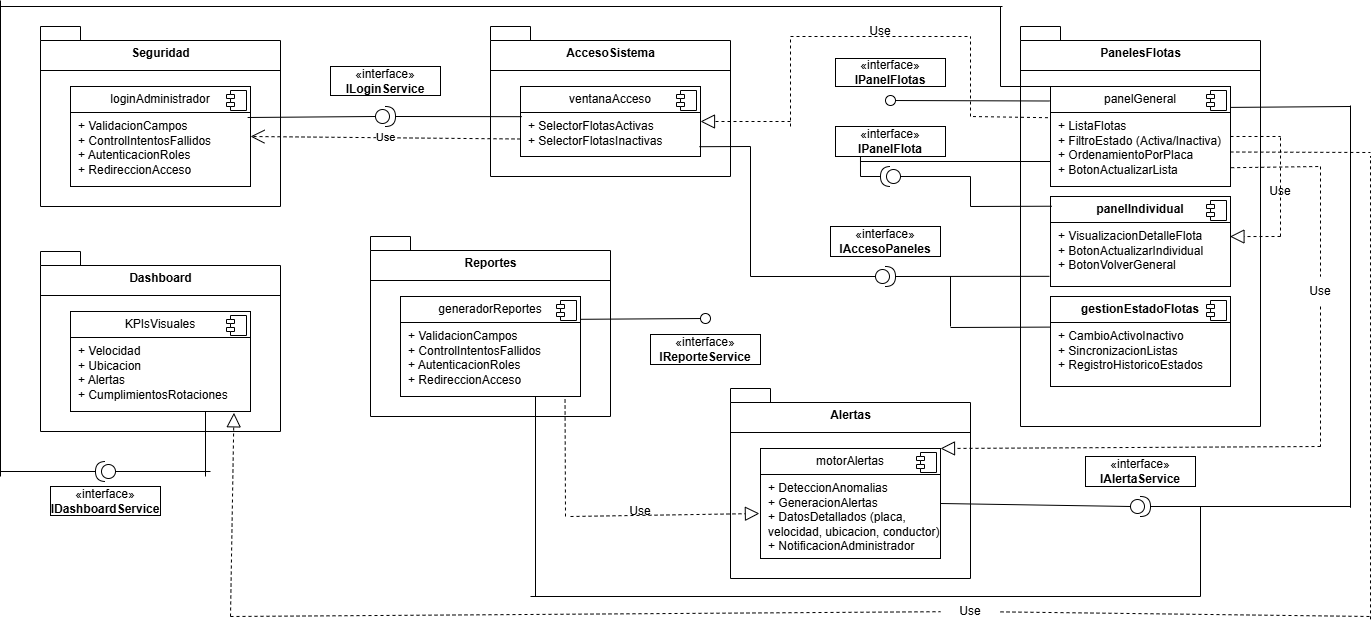 Seguridad
loginAdministrador
+ ValidacionCampos
+ ControlIntentosFallidos
+ AutenticacionRoles
+ RedireccionAcceso
«interface»
ILoginService
Use
AccesoSistema
ventanaAcceso
+ SelectorFlotasActivas
+ SelectorFlotasInactivas
Use
«interface»
IPanelFlotas
«interface»
IPanelFlota
«interface»
IAccesoPaneles
PanelesFlotas
panelGeneral
+ ListaFlotas
+ FiltroEstado (Activa/Inactiva)
+ OrdenamientoPorPlaca
+ BotonActualizarLista
Use
panelIndividual
+ VisualizacionDetalleFlota
+ BotonActualizarIndividual
+ BotonVolverGeneral
Use
gestionEstadoFlotas
+ CambioActivoInactivo
+ SincronizacionListas
+ RegistroHistoricoEstados
Dashboard
KPIsVisuales
+ Velocidad
+ Ubicacion
+ Alertas
+ CumplimientosRotaciones
«interface»
IDashboardService
Reportes
generadorReportes
+ ValidacionCampos
+ ControlIntentosFallidos
+ AutenticacionRoles
+ RedireccionAcceso
«interface»
IReporteService
Use
Alertas
motorAlertas
+ DeteccionAnomalias
+ GeneracionAlertas
+ DatosDetallados (placa,
velocidad, ubicacion, conductor)
+ NotificacionAdministrador
«interface»
IAlertaService
Use